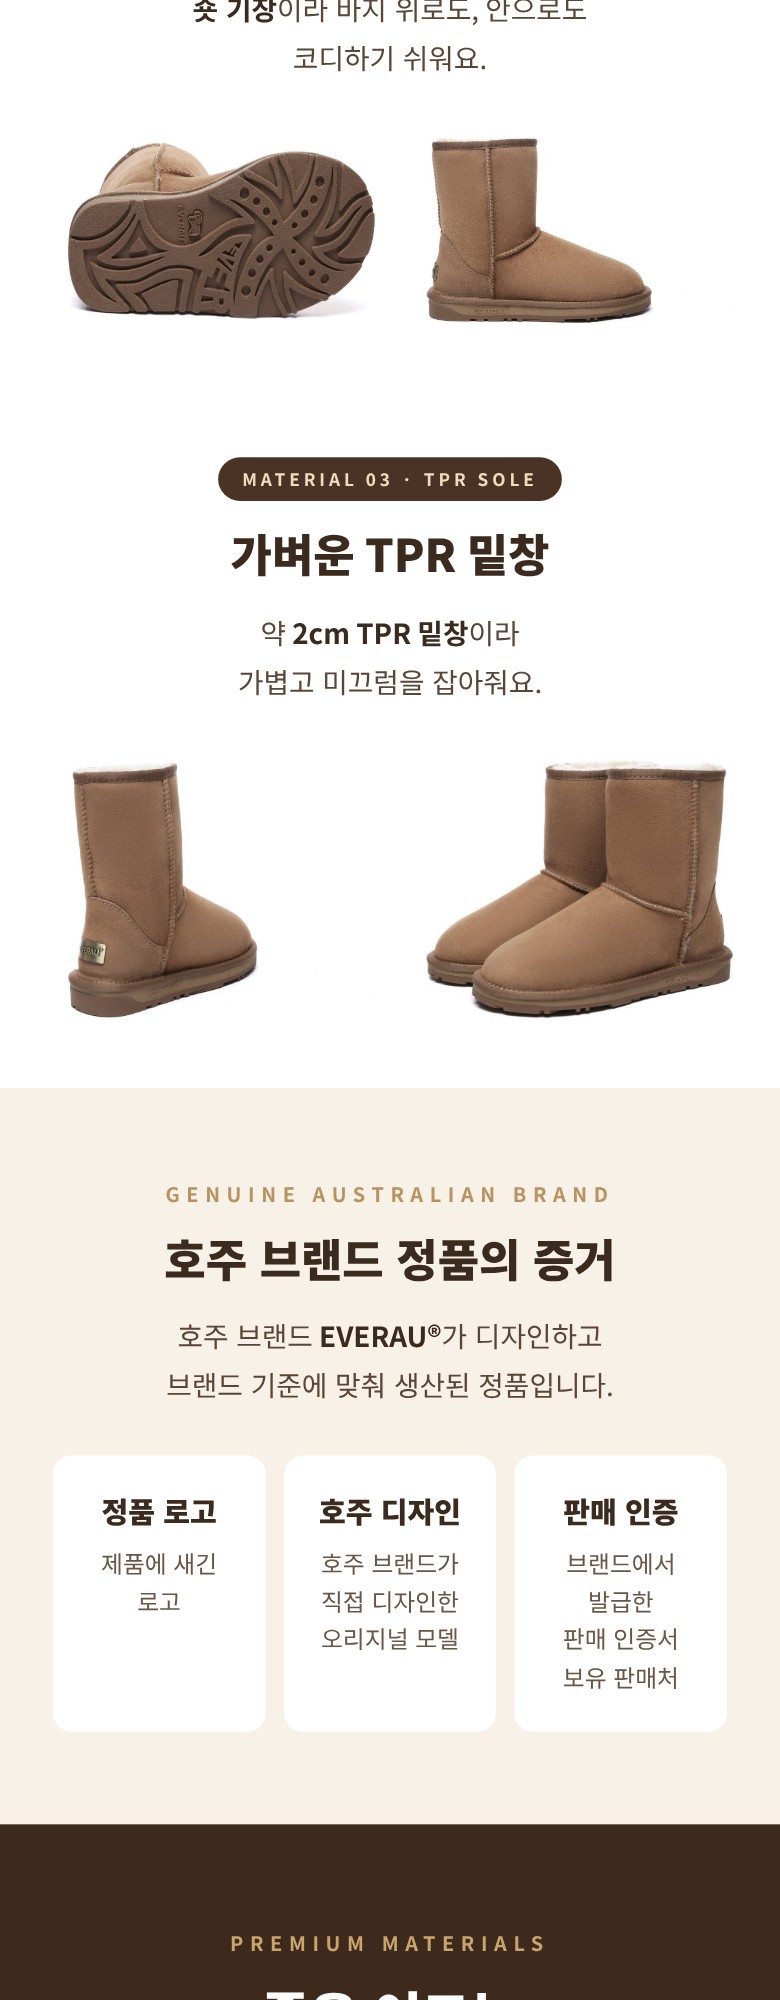 숏 기장이라 바지 위로도, 안으로도
코디하기 쉬워요.
MATERIAL 03 · TPR SOLE
가벼운 TPR 밑창
약 2cm TPR 밑창이라
가볍고 미끄럼을 잡아줘요.
GENUINE AUSTRALIAN BRAND
호주 브랜드 정품의 증거
호주 브랜드 EVERAU®가 디자인하고
브랜드 기준에 맞춰 생산된 정품입니다.
정품 로고
제품에 새긴
로고
호주 디자인
호주 브랜드가
직접 디자인한
오리지널 모델
판매 인증
브랜드에서
발급한
판매 인증서
보유 판매처
PREMIUM MATERIALS